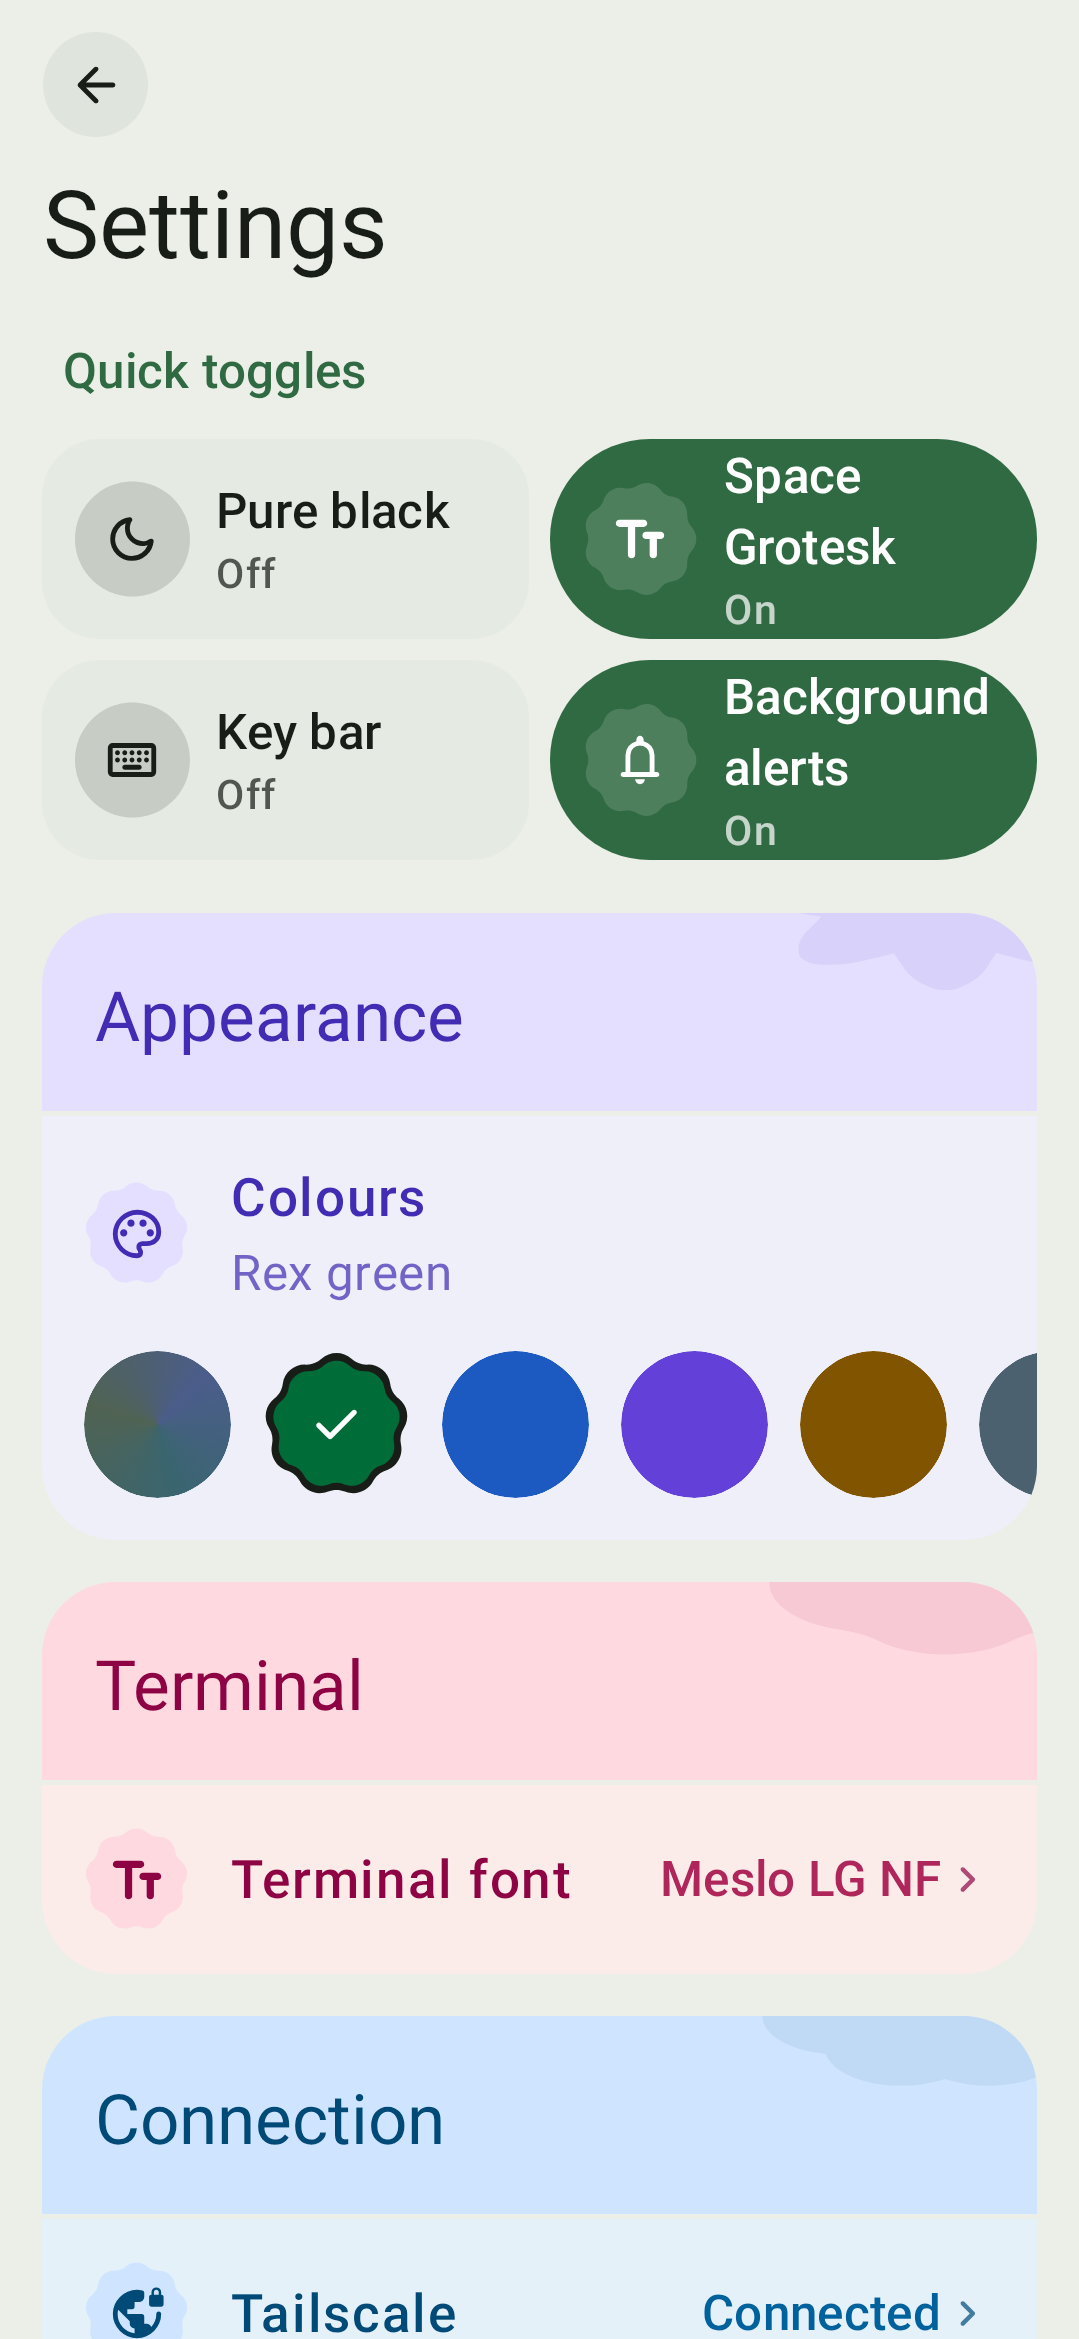 Settings
Quick toggles
Pure black
Off
Space
Grotesk
On
Key bar
Off
Background
alerts
On
Appearance
Colours
Rex green
Terminal
Terminal font
Meslo LG NF
Connection
Tailscale
Connected